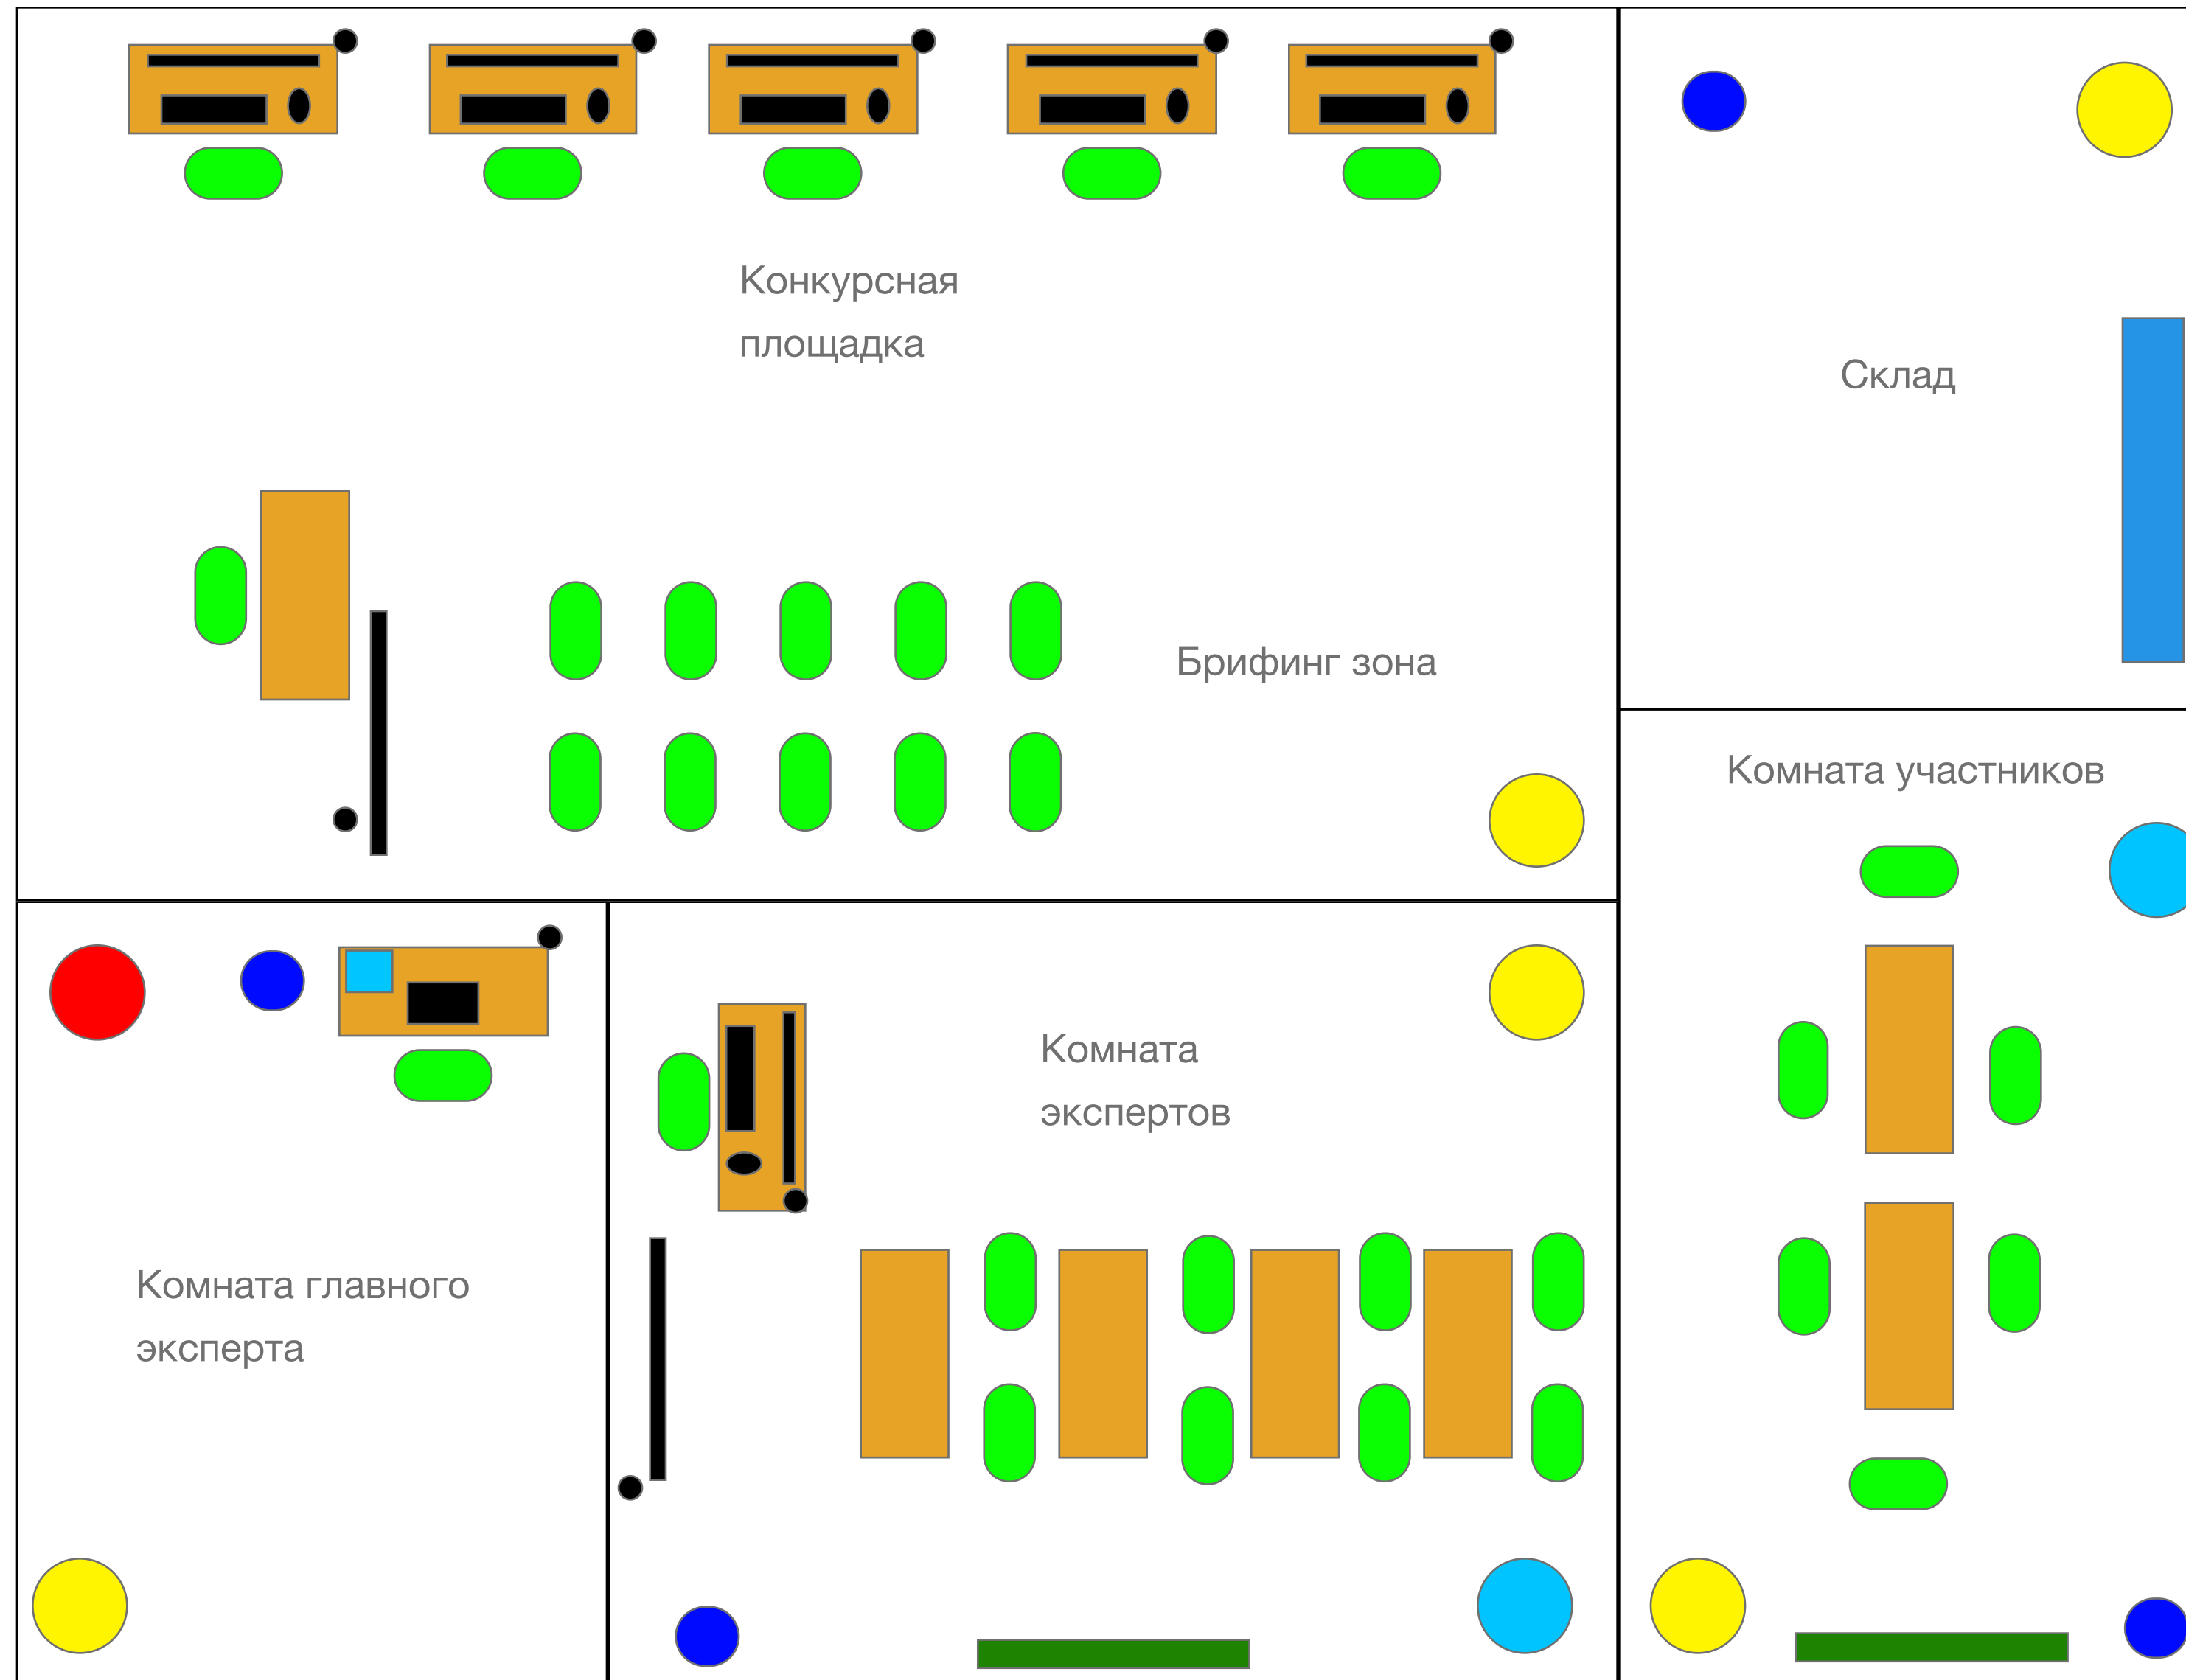 Конкурсная
площадка
Склад
Брифинг зона
Комната участников
Комната
экспертов
Комната главного
эксперта